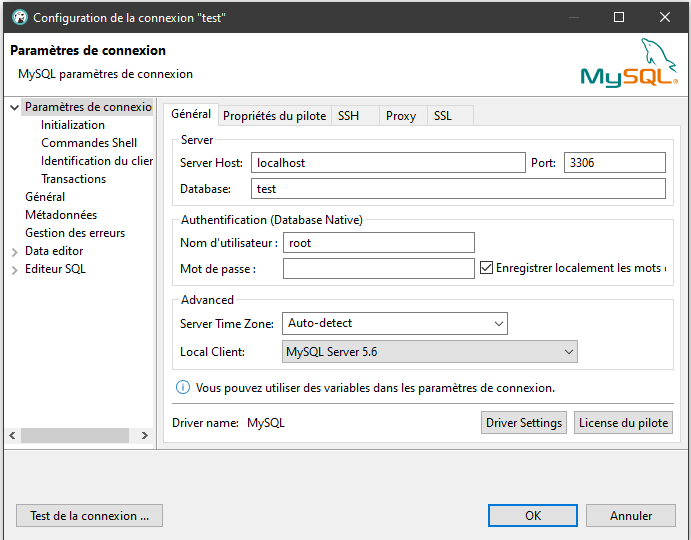 Configuration de la connexion "test"
Paramètres de connexion
MySQL paramètres de connexion
MySQL
Paramètres de connexio
Initialization
Commandes Shell
Identification du clier
Transactions
Général
Métadonnées
Gestion des erreurs
Data editor
Editeur SQL
Général Propriétés du pilote SSH Proxy SSL
Server
Server Host: localhost Port: 3306
Database: test
Authentification (Database Native)
Nom d'utilisateur : root
Mot de passe : Enregistrer localement les mots
Advanced
Server Time Zone: Auto-detect
Local Client: MySQL Server 5.6
Vous pouvez utiliser des variables dans les paramètres de connexion.
Driver name: MySQL Driver Settings License du pilote
Test de la connexion ... OK Annuler